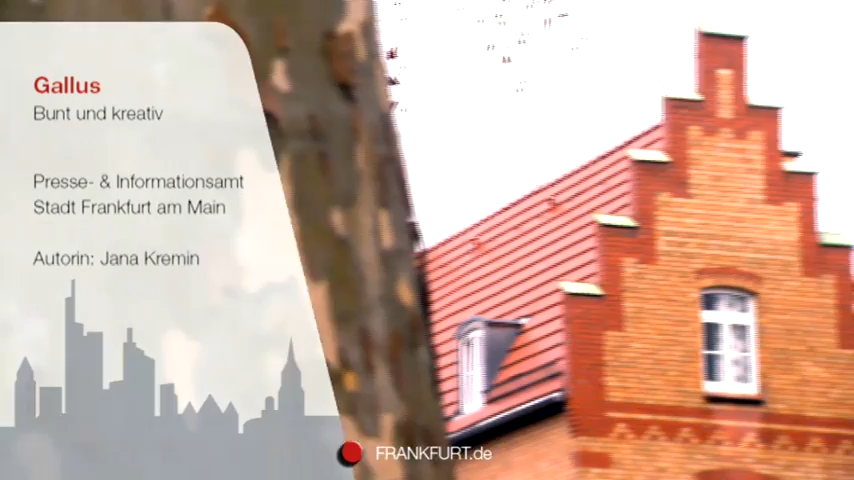 Gallus
Bunt und kreativ
Presse- & Informationsamt
Stadt Frankfurt am Main
Autorin: Jana Kremin
FRANKFURT.de